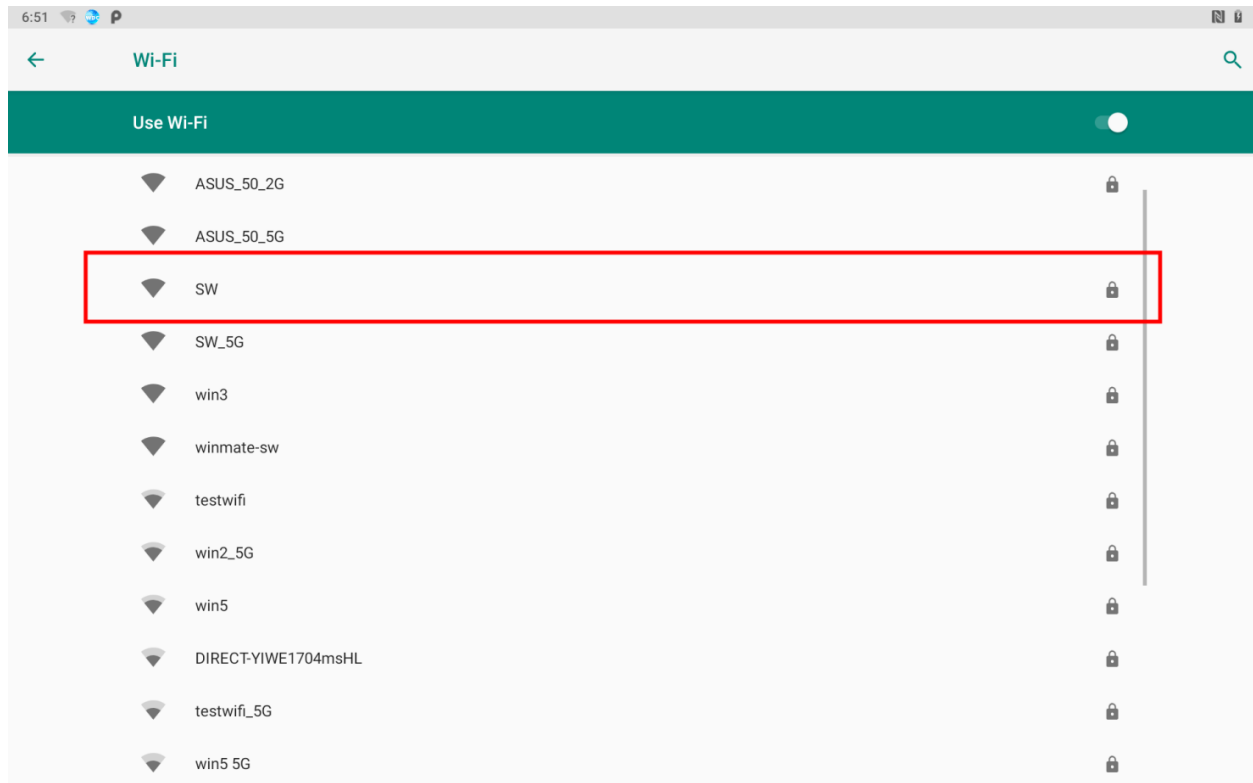 6:51
Wi-Fi
Use Wi-Fi
ASUS_50_2G
ASUS_50_5G
SW
SW_5G
win3
winmate-sw
testwifi
win2_5G
win5
DIRECT-YIWE1704msHL
testwifi_5G
win5 5G